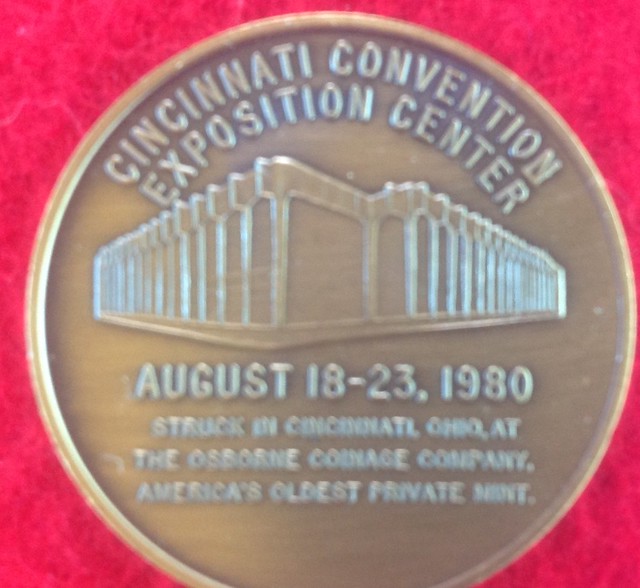 CINCINNATI CONVENTION
EXPOSITION CENTER
AUGUST 18-23, 1980
STRUCK IN CINCINNATI, OHIO, AT
THE OSBORNE COINAGE COMPANY,
AMERICA'S OLDEST PRIVATE MINT.